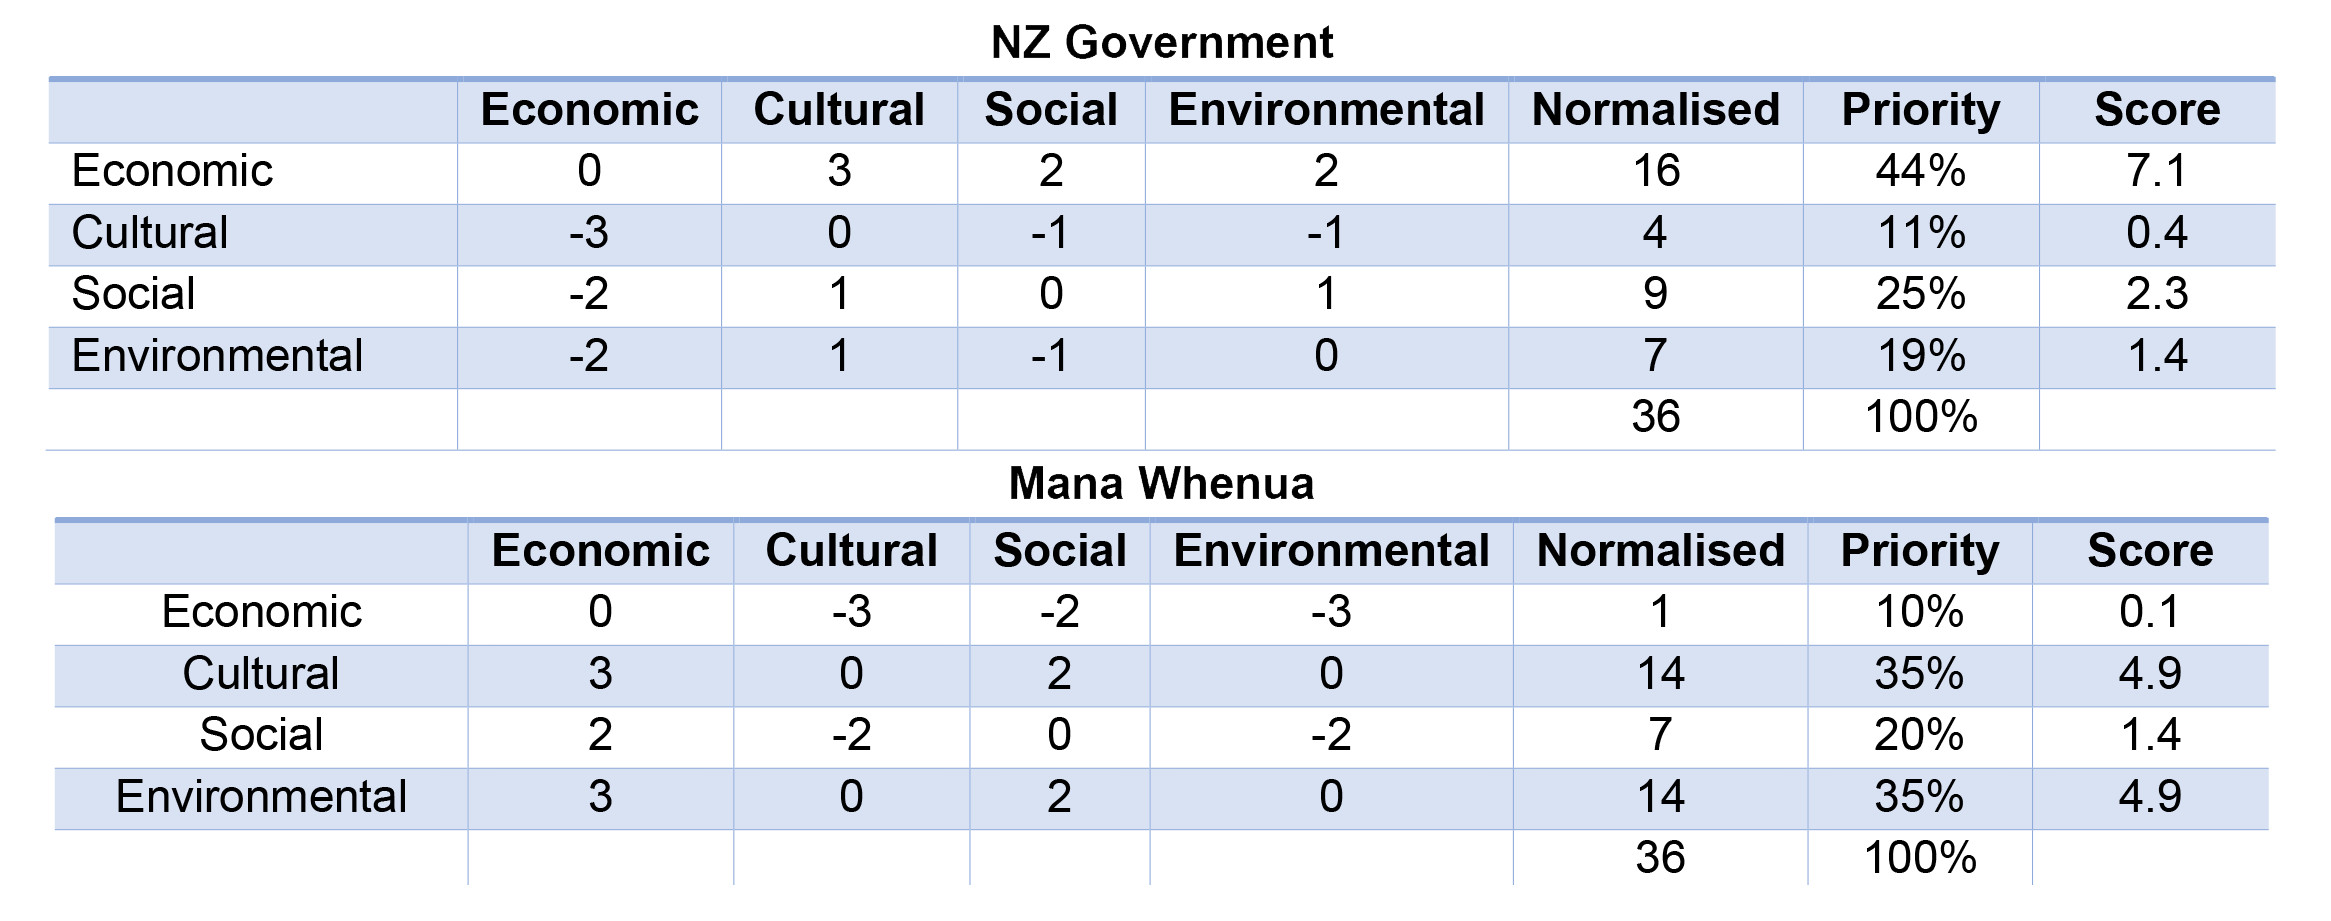 NZ Government
Economic Cultural Social Environmental Normalised Priority Score
Economic 0 3 2 2 16 44% 7.1
Cultural -3 0 -1 -1 4 11% 0.4
Social -2 1 0 1 9 25% 2.3
Environmental -2 1 -1 0 7 19% 1.4
36 100%
Mana Whenua
Economic Cultural Social Environmental Normalised Priority Score
Economic 0 -3 -2 -3 1 10% 0.1
Cultural 3 0 2 0 14 35% 4.9
Social 2 -2 0 -2 7 20% 1.4
Environmental 3 0 2 0 14 35% 4.9
36 100%